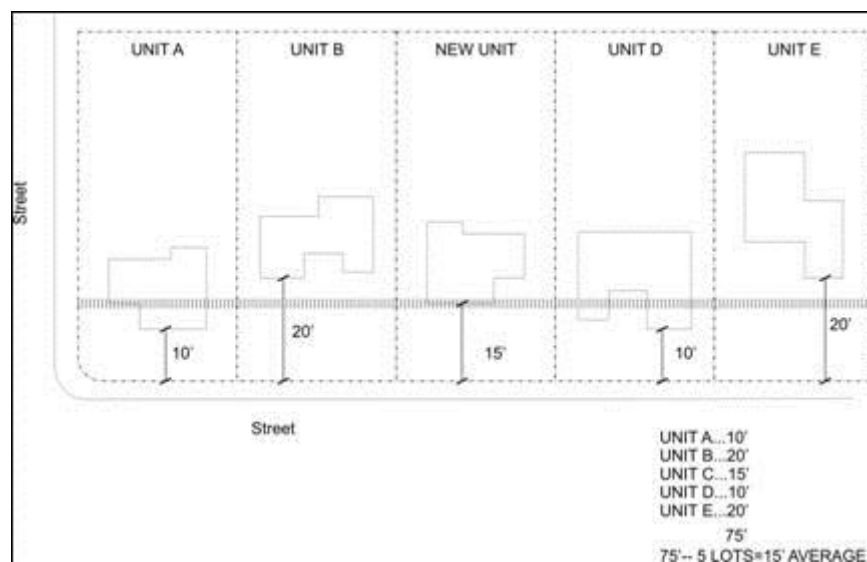 UNIT A
UNIT B
NEW UNIT
UNIT D
UNIT E
Street
10'
20'
15'
10'
20'
Street
UNIT A...10'
UNIT B...20'
UNIT C...15'
UNIT D...10'
UNIT E...20'
75'
75'-- 5 LOTS=15' AVERAGE